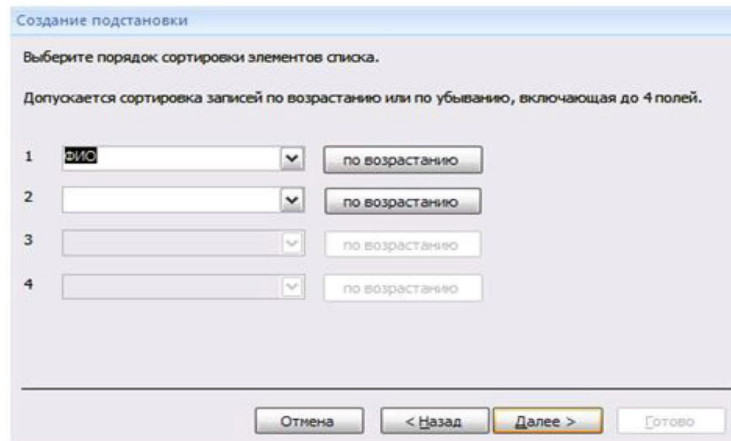 Создание подстановки
Выберите порядок сортировки элементов списка.
Допускается сортировка записей по возрастанию или по убыванию, включающая до 4 полей.
1 ФИО по возрастанию
2 по возрастанию
3 по возрастанию
4 по возрастанию
Отмена < Назад Далее > Готово